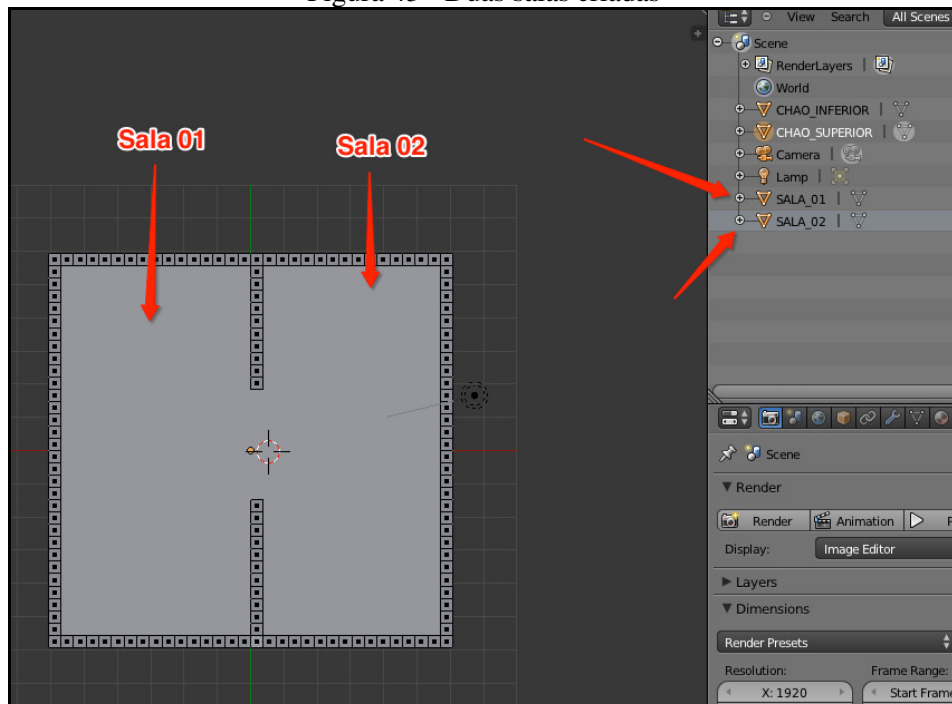 Figura 45 - Duas salas criadas
View Search All Scenes
Scene
RenderLayers
World
CHAO_INFERIOR
CHAO_SUPERIOR
Camera
Lamp
SALA_01
SALA_02
Sala 01
Sala 02
Scene
Render
Render Animation
Display: Image Editor
Layers
Dimensions
Render Presets
Resolution: Frame Range:
X: 1920 Start Frame